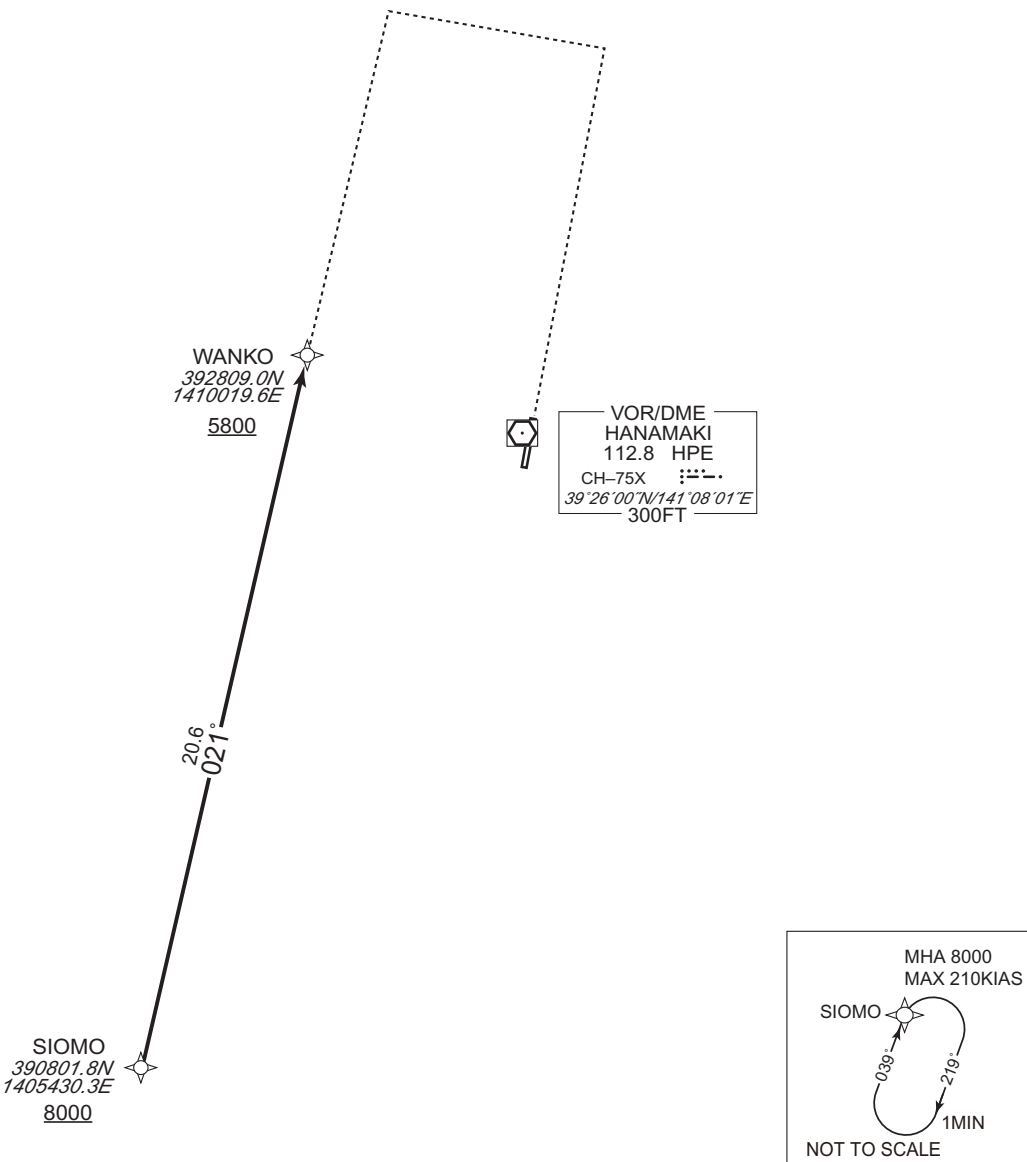 WANKO
392809.0N
1410019.6E
5800
VOR/DME
HANAMAKI
112.8 HPE
CH–75X
39°26′00″N/141°08′01″E
300FT
20.6
021°
SIOMO
390801.8N
1405430.3E
8000
MHA 8000
MAX 210KIAS
SIOMO
039°
219°
1MIN
NOT TO SCALE